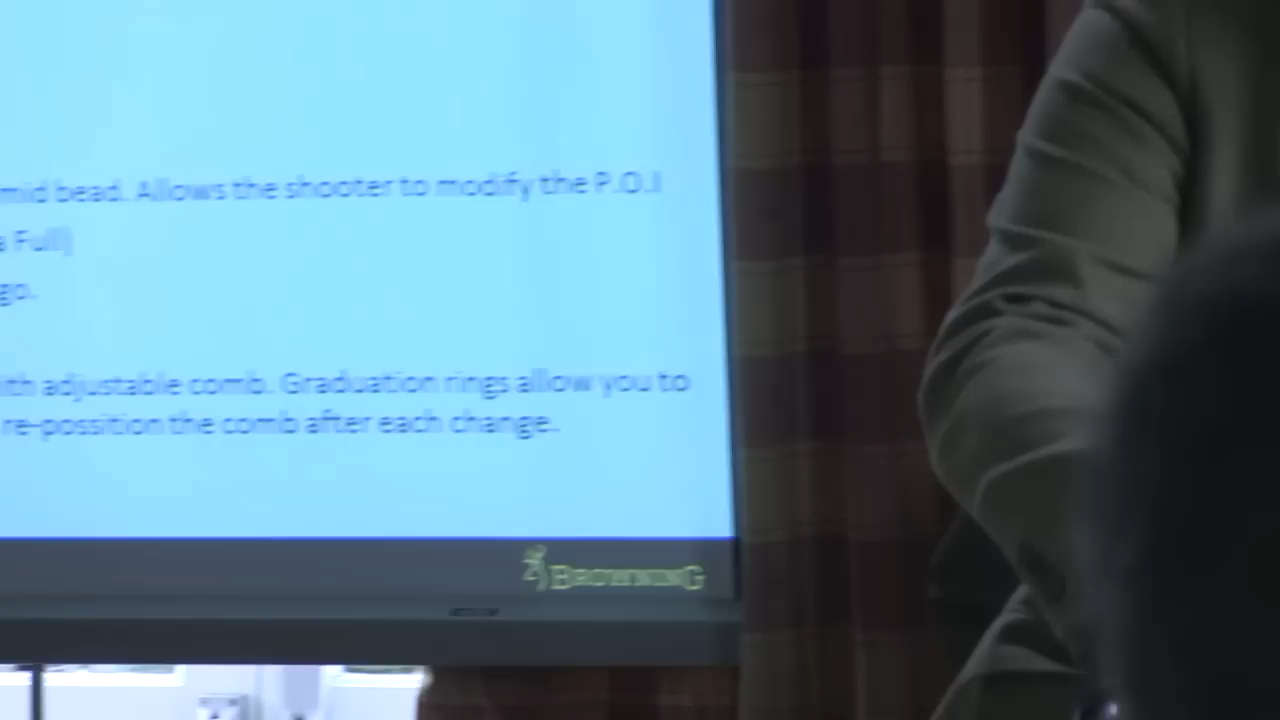 mid bead. Allows the shooter to modify the P.O.I
a Full)
go.
ith adjustable comb. Graduation rings allow you to
re-possition the comb after each change.
BROWNING